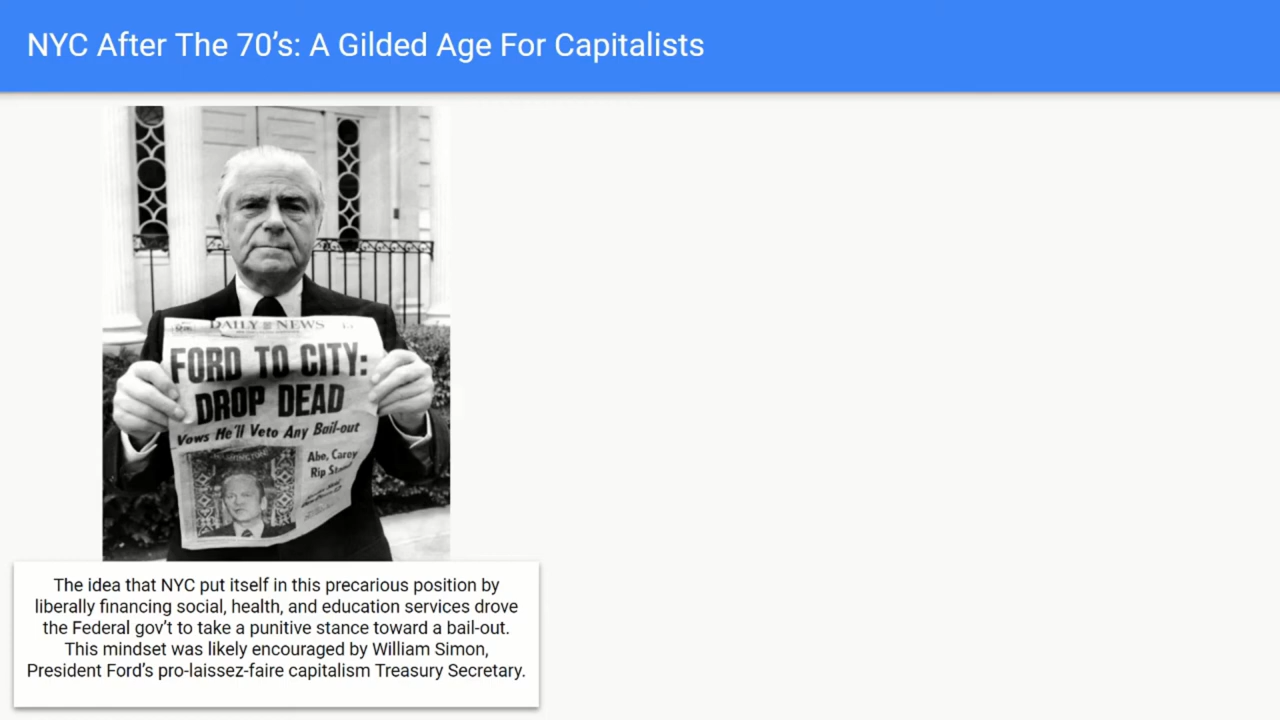 NYC After The 70's: A Gilded Age For Capitalists
DAILY NEWS
FORD TO CITY:
DROP DEAD
Vows He'll Veto Any Bail-out
Abe, Carey
Rip Stand
The idea that NYC put itself in this precarious position by
liberally financing social, health, and education services drove
the Federal gov't to take a punitive stance toward a bail-out.
This mindset was likely encouraged by William Simon,
President Ford's pro-laissez-faire capitalism Treasury Secretary.